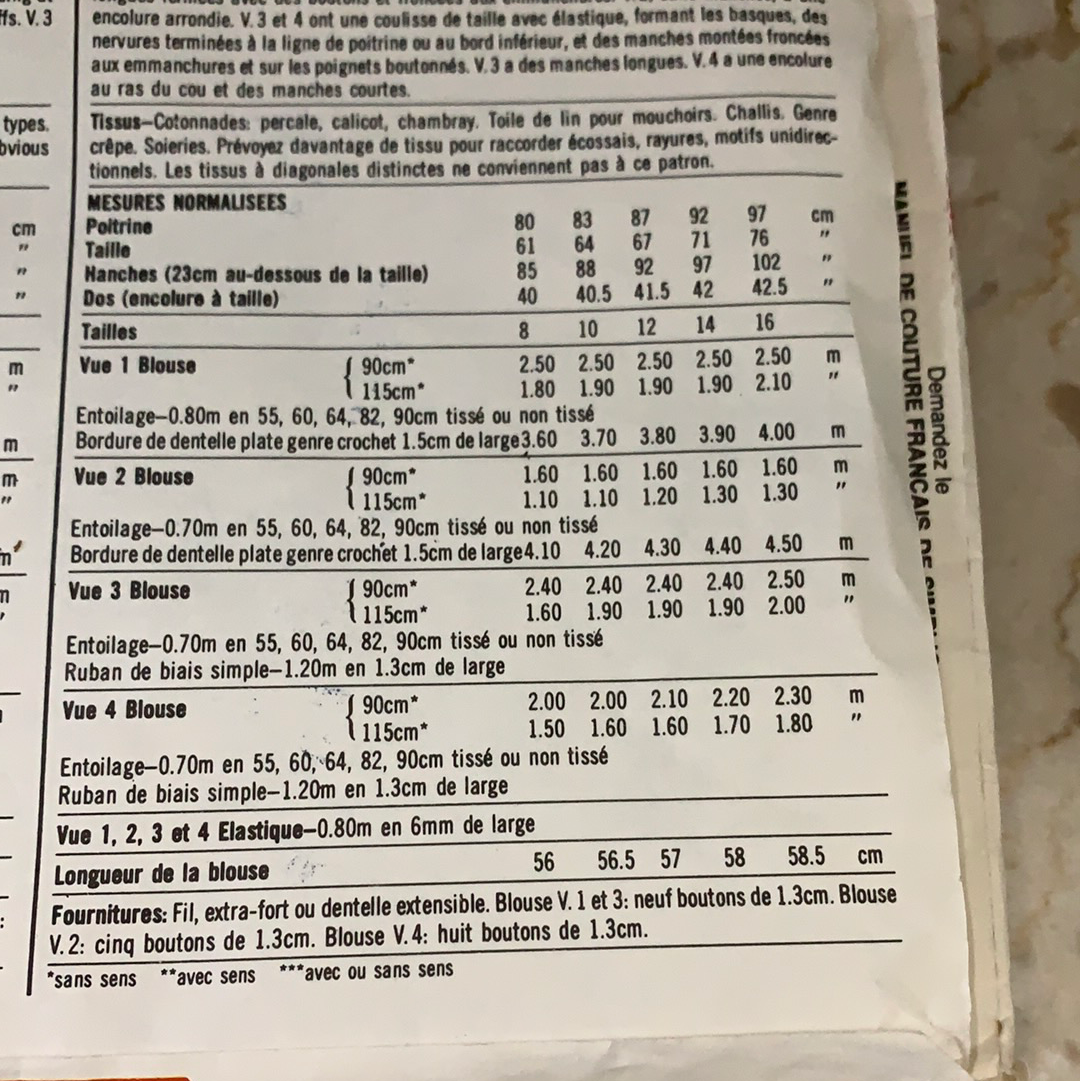 ffs. V. 3
types.
bvious
cm
"
"
"
m
"
m
m
"
m
encolure arrondie. V. 3 et 4 ont une coulisse de taille avec élastique, formant les basques, des
nervures terminées à la ligne de poitrine ou au bord inférieur, et des manches montées froncées
aux emmanchures et sur les poignets boutonnés. V. 3 a des manches longues. V. 4 a une encolure
au ras du cou et des manches courtes.
Tissus—Cotonnades: percale, calicot, chambray. Toile de lin pour mouchoirs. Challis. Genre
crêpe. Soieries. Prévoyez davantage de tissu pour raccorder écossais, rayures, motifs unidirec-
tionnels. Les tissus à diagonales distinctes ne conviennent pas à ce patron.
MESURES NORMALISEES
Poitrine 80 83 87 92 97 cm
Taille 61 64 67 71 76 "
Hanches (23cm au-dessous de la taille) 85 88 92 97 102 "
Dos (encolure à taille) 40 40.5 41.5 42 42.5 "
Tailles 8 10 12 14 16
Vue 1 Blouse { 90cm* 2.50 2.50 2.50 2.50 2.50 m
115cm* 1.80 1.90 1.90 1.90 2.10 "
Entoilage—0.80m en 55, 60, 64, 82, 90cm tissé ou non tissé
Bordure de dentelle plate genre crochet 1.5cm de large 3.60 3.70 3.80 3.90 4.00 m
Vue 2 Blouse { 90cm* 1.60 1.60 1.60 1.60 1.60 m
115cm* 1.10 1.10 1.20 1.30 1.30 "
Entoilage—0.70m en 55, 60, 64, 82, 90cm tissé ou non tissé
Bordure de dentelle plate genre crochet 1.5cm de large 4.10 4.20 4.30 4.40 4.50 m
Vue 3 Blouse { 90cm* 2.40 2.40 2.40 2.40 2.50 m
115cm* 1.60 1.90 1.90 1.90 2.00 "
Entoilage—0.70m en 55, 60, 64, 82, 90cm tissé ou non tissé
Ruban de biais simple—1.20m en 1.3cm de large
Vue 4 Blouse { 90cm* 2.00 2.00 2.10 2.20 2.30 m
115cm* 1.50 1.60 1.60 1.70 1.80 "
Entoilage—0.70m en 55, 60, 64, 82, 90cm tissé ou non tissé
Ruban de biais simple—1.20m en 1.3cm de large
Vue 1, 2, 3 et 4 Elastique—0.80m en 6mm de large
Longueur de la blouse 56 56.5 57 58 58.5 cm
Fournitures: Fil, extra-fort ou dentelle extensible. Blouse V. 1 et 3: neuf boutons de 1.3cm. Blouse
V. 2: cinq boutons de 1.3cm. Blouse V. 4: huit boutons de 1.3cm.
*sans sens **avec sens ***avec ou sans sens
Demandez le
MANUEL DE COUTURE FRANCAIS DE